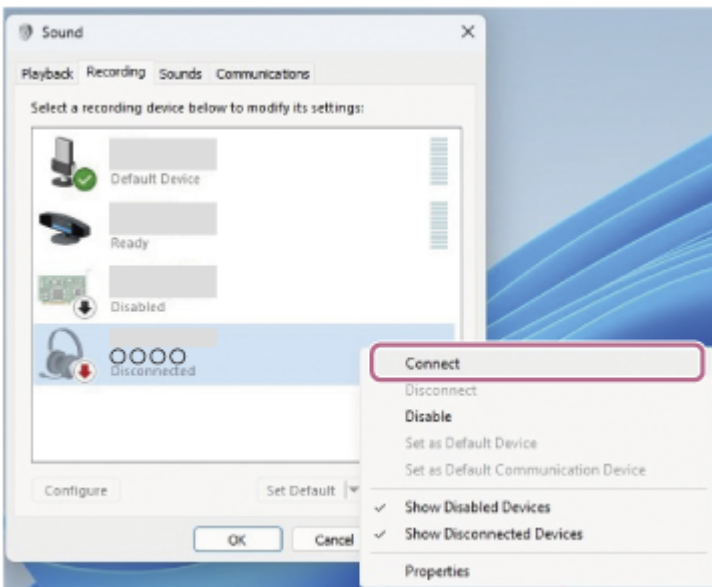 Sound
Playback Recording Sounds Communications
Select a recording device below to modify its settings:
Default Device
Ready
Disabled
○○○○
Disconnected
Connect
Disconnect
Disable
Set as Default Device
Set as Default Communication Device
Show Disabled Devices
Show Disconnected Devices
Properties
Configure
Set Default
OK
Cancel